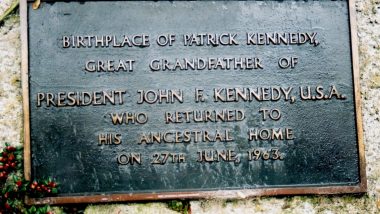 BIRTHPLACE OF PATRICK KENNEDY,
GREAT GRANDFATHER OF
PRESIDENT JOHN F. KENNEDY, U.S.A.
WHO RETURNED TO
HIS ANCESTRAL HOME
ON 27TH JUNE, 1963.